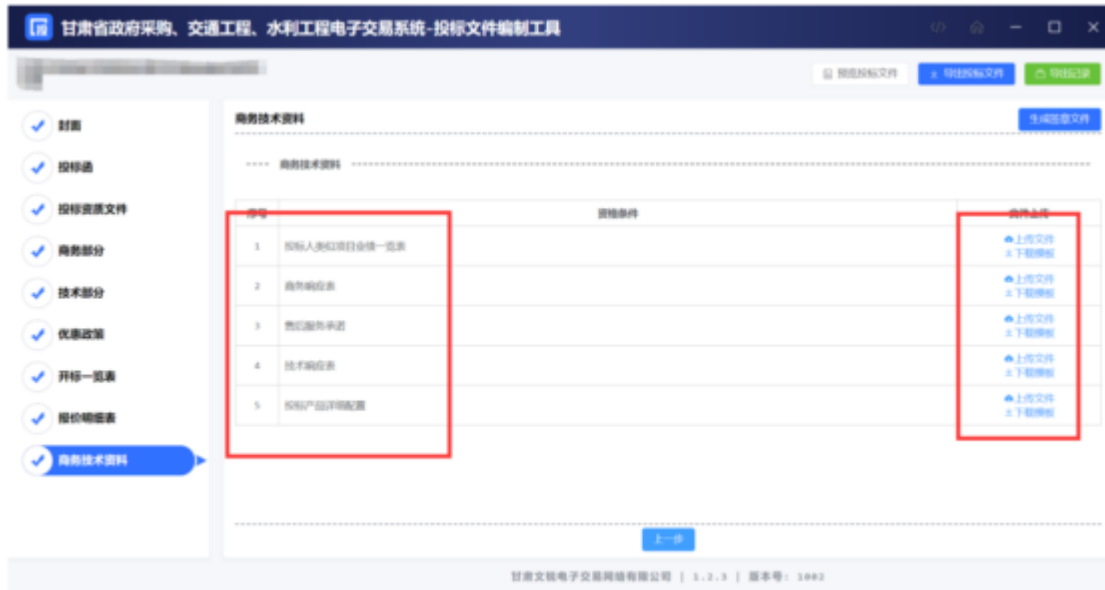 甘肃省政府采购、交通工程、水利工程电子交易系统-投标文件编制工具
预览投标文件
导出投标文件
导出记录
封面
投标函
投标资质文件
商务部分
技术部分
优惠政策
开标一览表
报价明细表
商务技术资料
商务技术资料
生成签章文件
商务技术资料
序号 资格条件 文件上传
1 投标人类似项目业绩一览表 上传文件
下载模板
2 商务响应表 上传文件
下载模板
3 售后服务承诺 上传文件
下载模板
4 技术响应表 上传文件
下载模板
5 投标产品详细配置 上传文件
下载模板
上一步
甘肃文锐电子交易网络有限公司 | 1.2.3 | 版本号: 1002